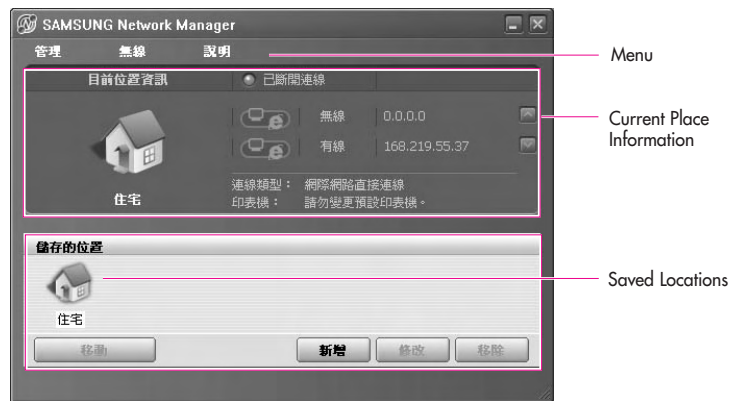 SAMSUNG Network Manager
管理 無線 說明
Menu
目前位置資訊 已斷開連線
無線 0.0.0.0
Current Place
Information
有線 168.219.55.37
住宅
連線類型： 網際網路直接連線
印表機： 請勿變更預設印表機。
儲存的位置
Saved Locations
住宅
移動 新增 修改 移除